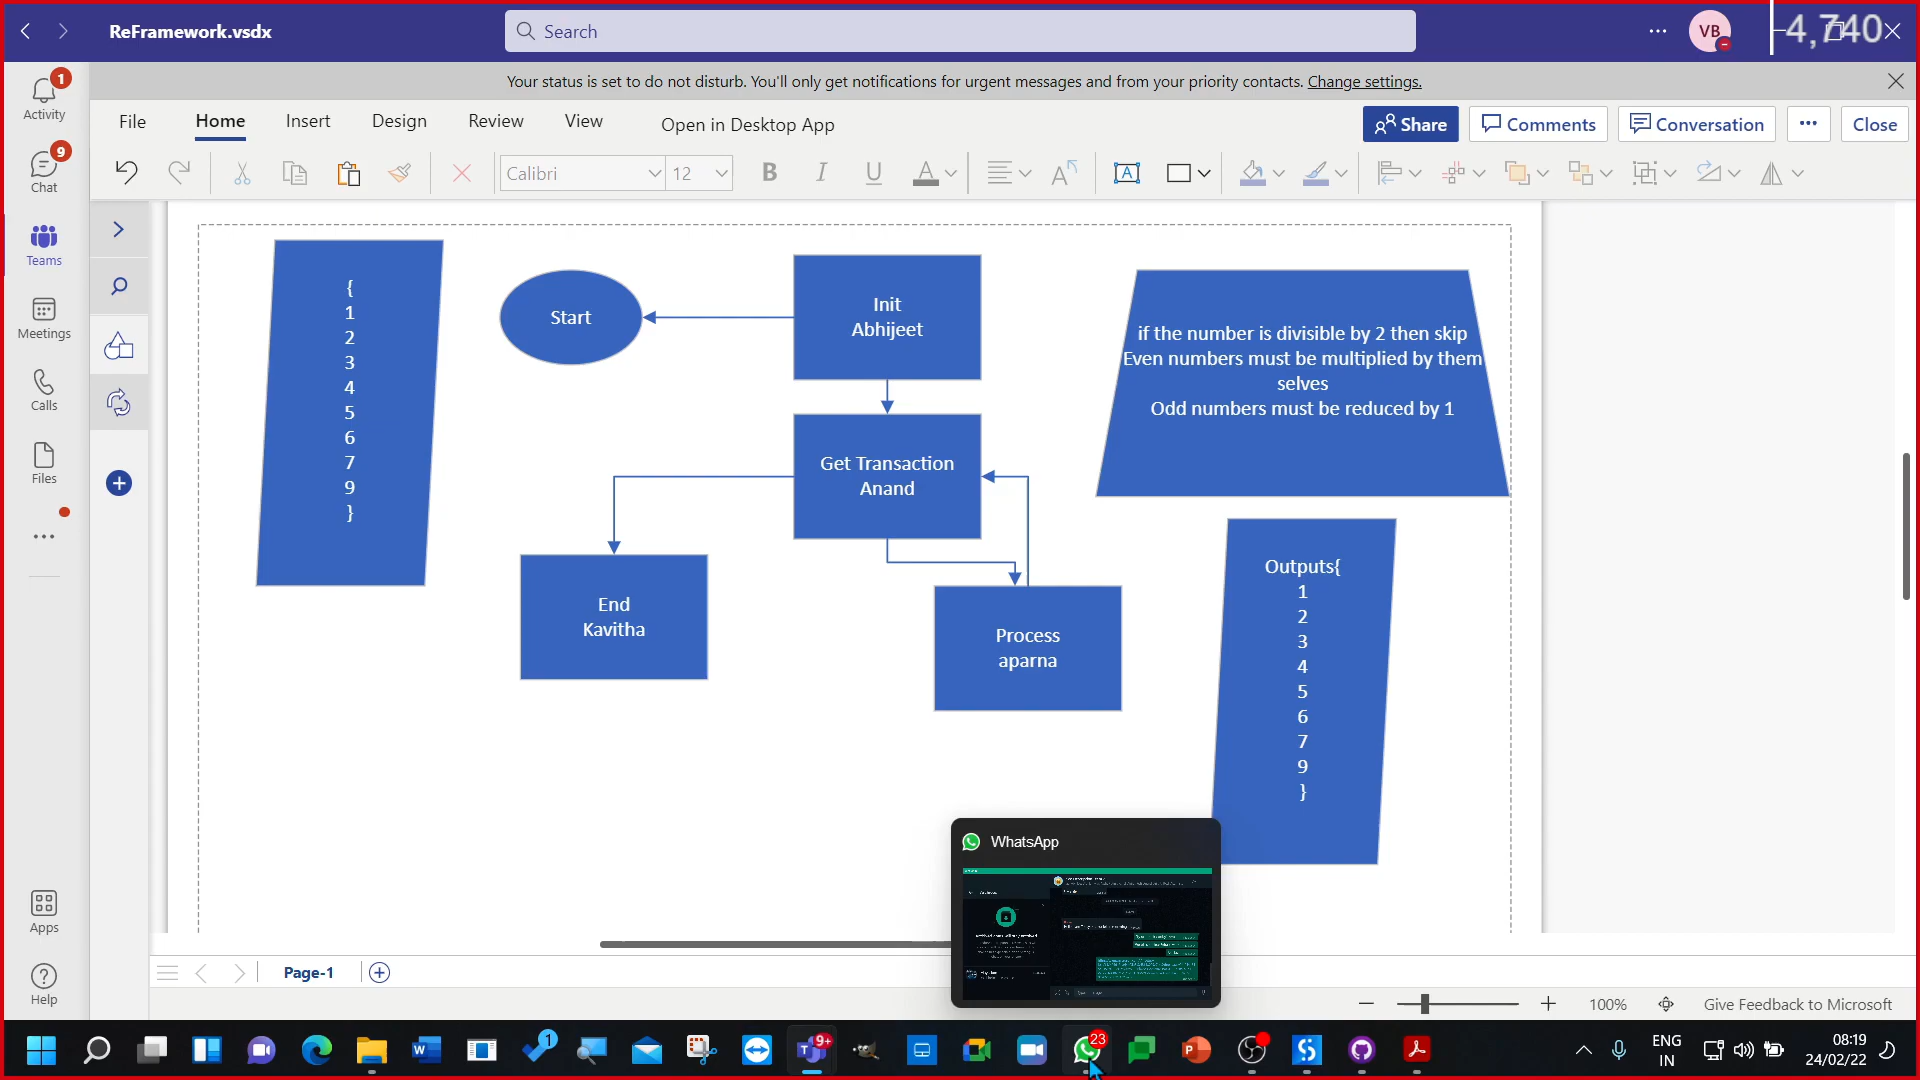 ReFramework.vsdx
Search
VB
-4,740
Your status is set to do not disturb. You'll only get notifications for urgent messages and from your priority contacts. Change settings.
File
Home
Insert
Design
Review
View
Open in Desktop App
Share
Comments
Conversation
Close
Calibri
12
B
I
U
A
A
A
1
Activity
9
Chat
Teams
Meetings
Calls
Files
Apps
Help
{
1
2
3
4
5
6
7
9
}
Start
Init
Abhijeet
Get Transaction
Anand
End
Kavitha
Process
aparna
if the number is divisible by 2 then skip
Even numbers must be multiplied by them
selves
Odd numbers must be reduced by 1
Outputs{
1
2
3
4
5
6
7
9
}
WhatsApp
Page-1
100%
Give Feedback to Microsoft
1
9+
23
ENG
IN
08:19
24/02/22